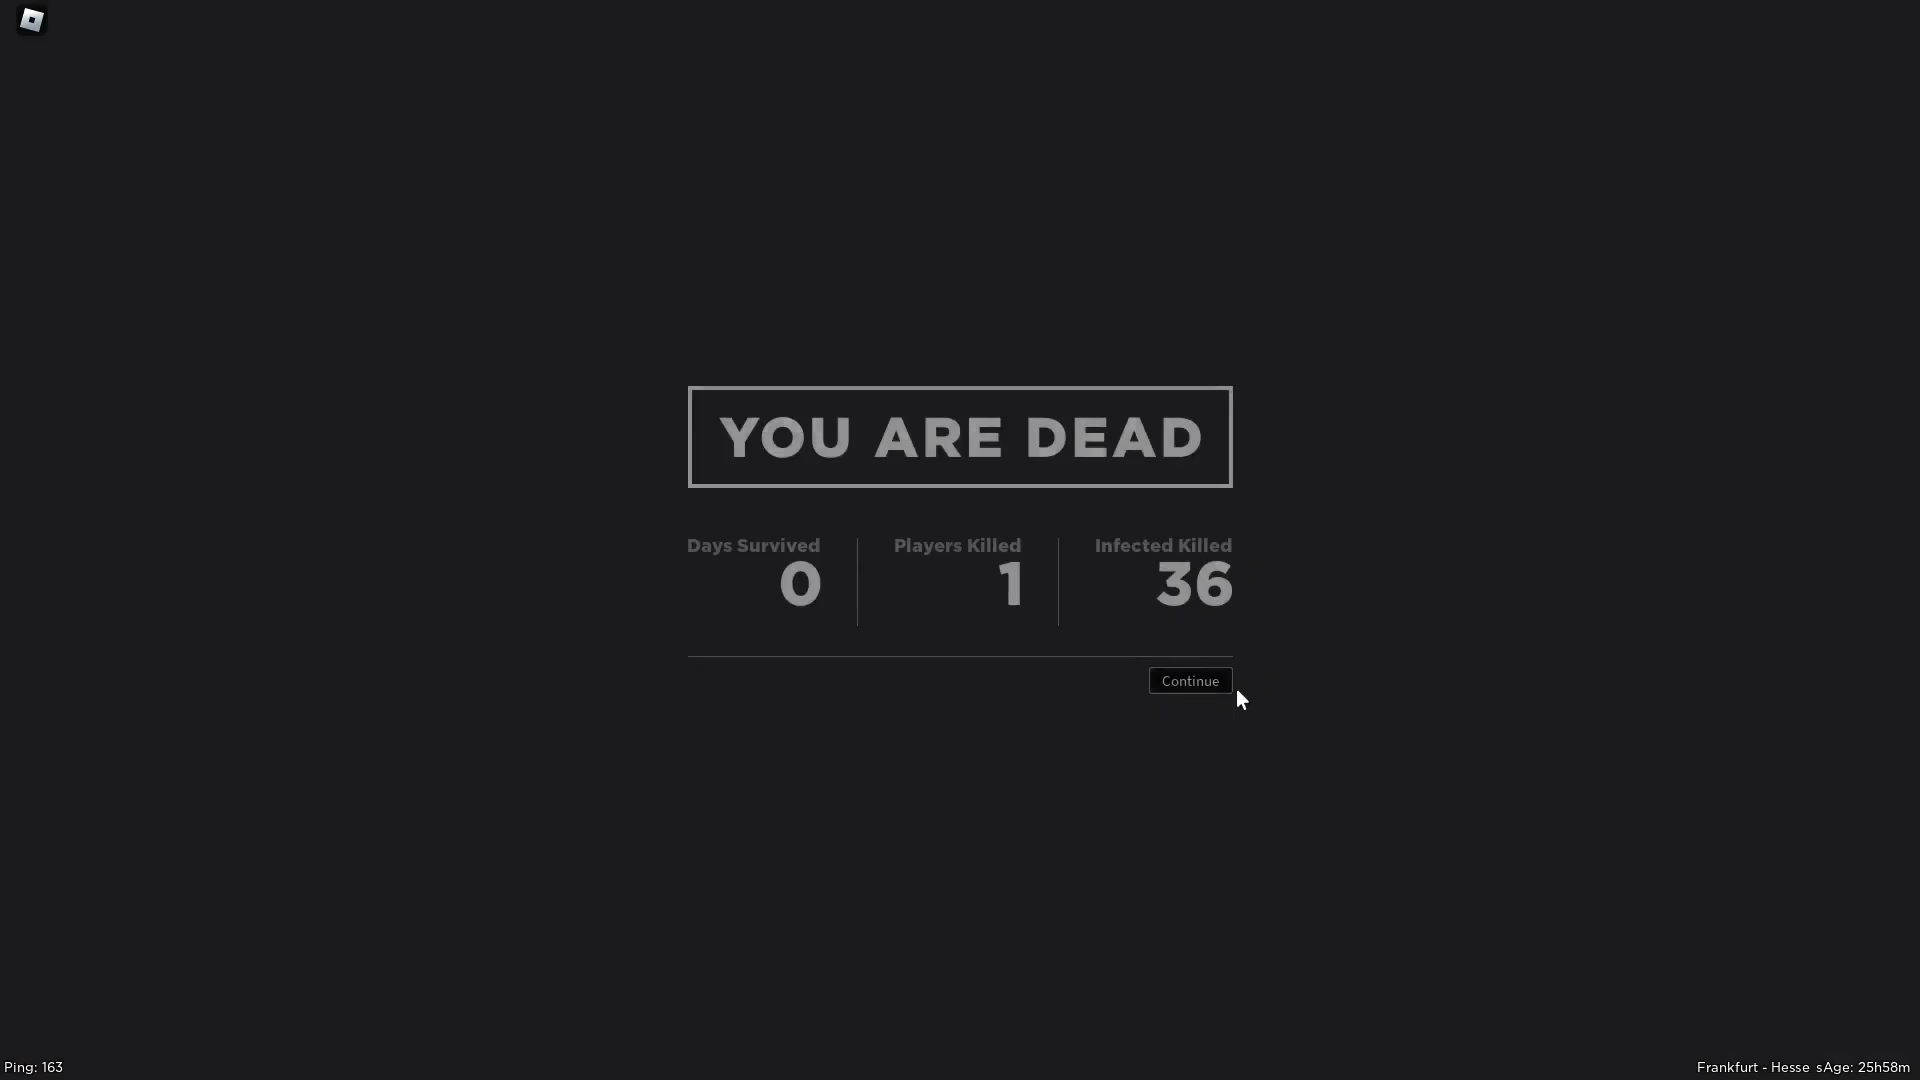 YOU ARE DEAD
Days Survived
0
Players Killed
1
Infected Killed
36
Continue
Ping: 163
Frankfurt - Hesse sAge: 25h58m